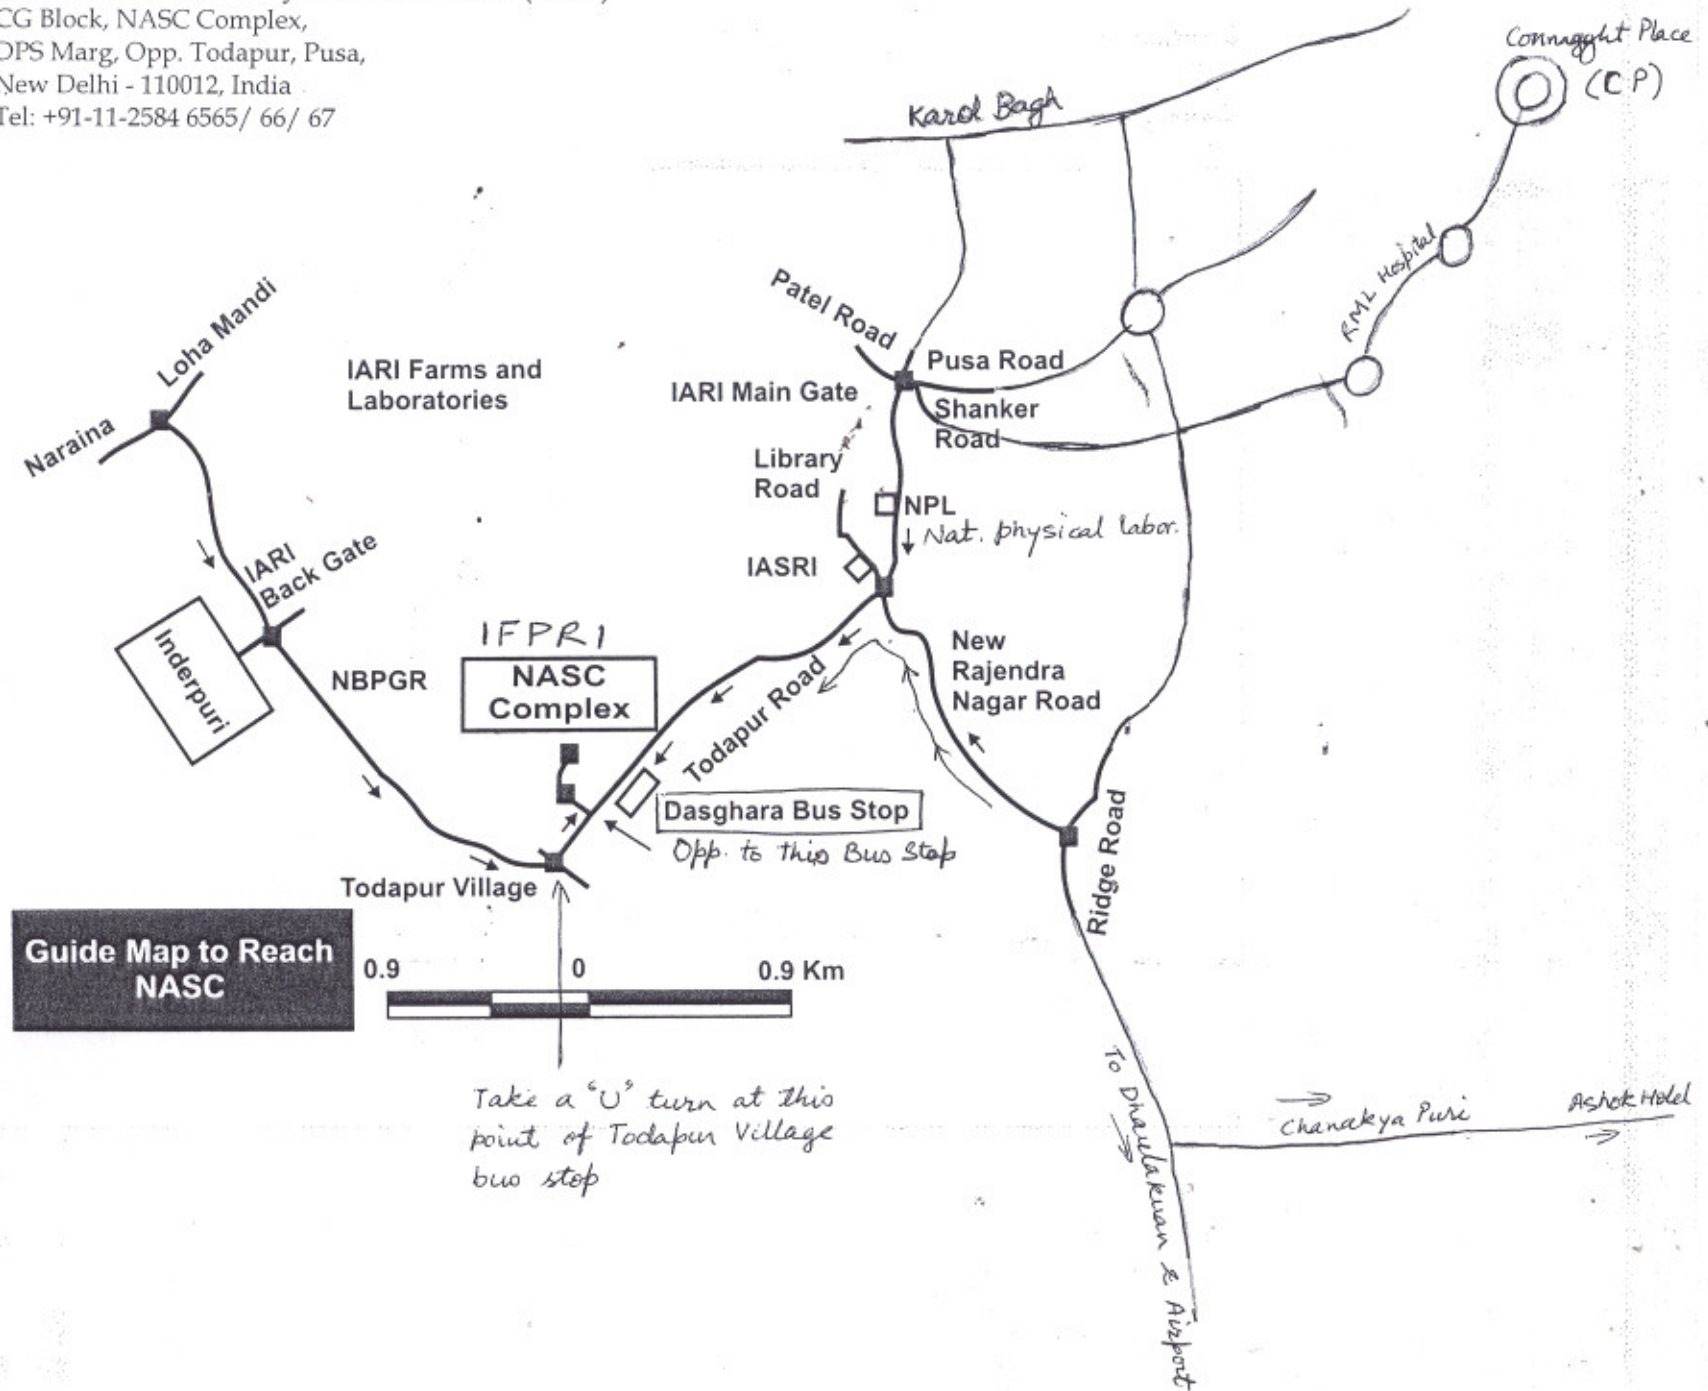 CG Block, NASC Complex,
DPS Marg, Opp. Todapur, Pusa,
New Delhi - 110012, India
Tel: +91-11-2584 6565/ 66/ 67
Connagght Place
(CP)
Karol Bagh
RML Hospital
Patel Road
Pusa Road
Loha Mandi
IARI Farms and
Laboratories
IARI Main Gate
Shanker
Road
Naraina
Library
Road
NPL
Nat. physical labor.
IARI
Back Gate
IASRI
Inderpuri
IFPRI
NASC
Complex
NBPGR
New
Rajendra
Nagar Road
Todapur Road
Dasghara Bus Stop
Opp. to this Bus Stop
Ridge Road
Todapur Village
Guide Map to Reach
NASC
0.9 0 0.9 Km
Take a "U" turn at this
point of Todapur Village
bus stop
To Dhaulakuan & Airport
Chanakya Puri
Ashok Hotel